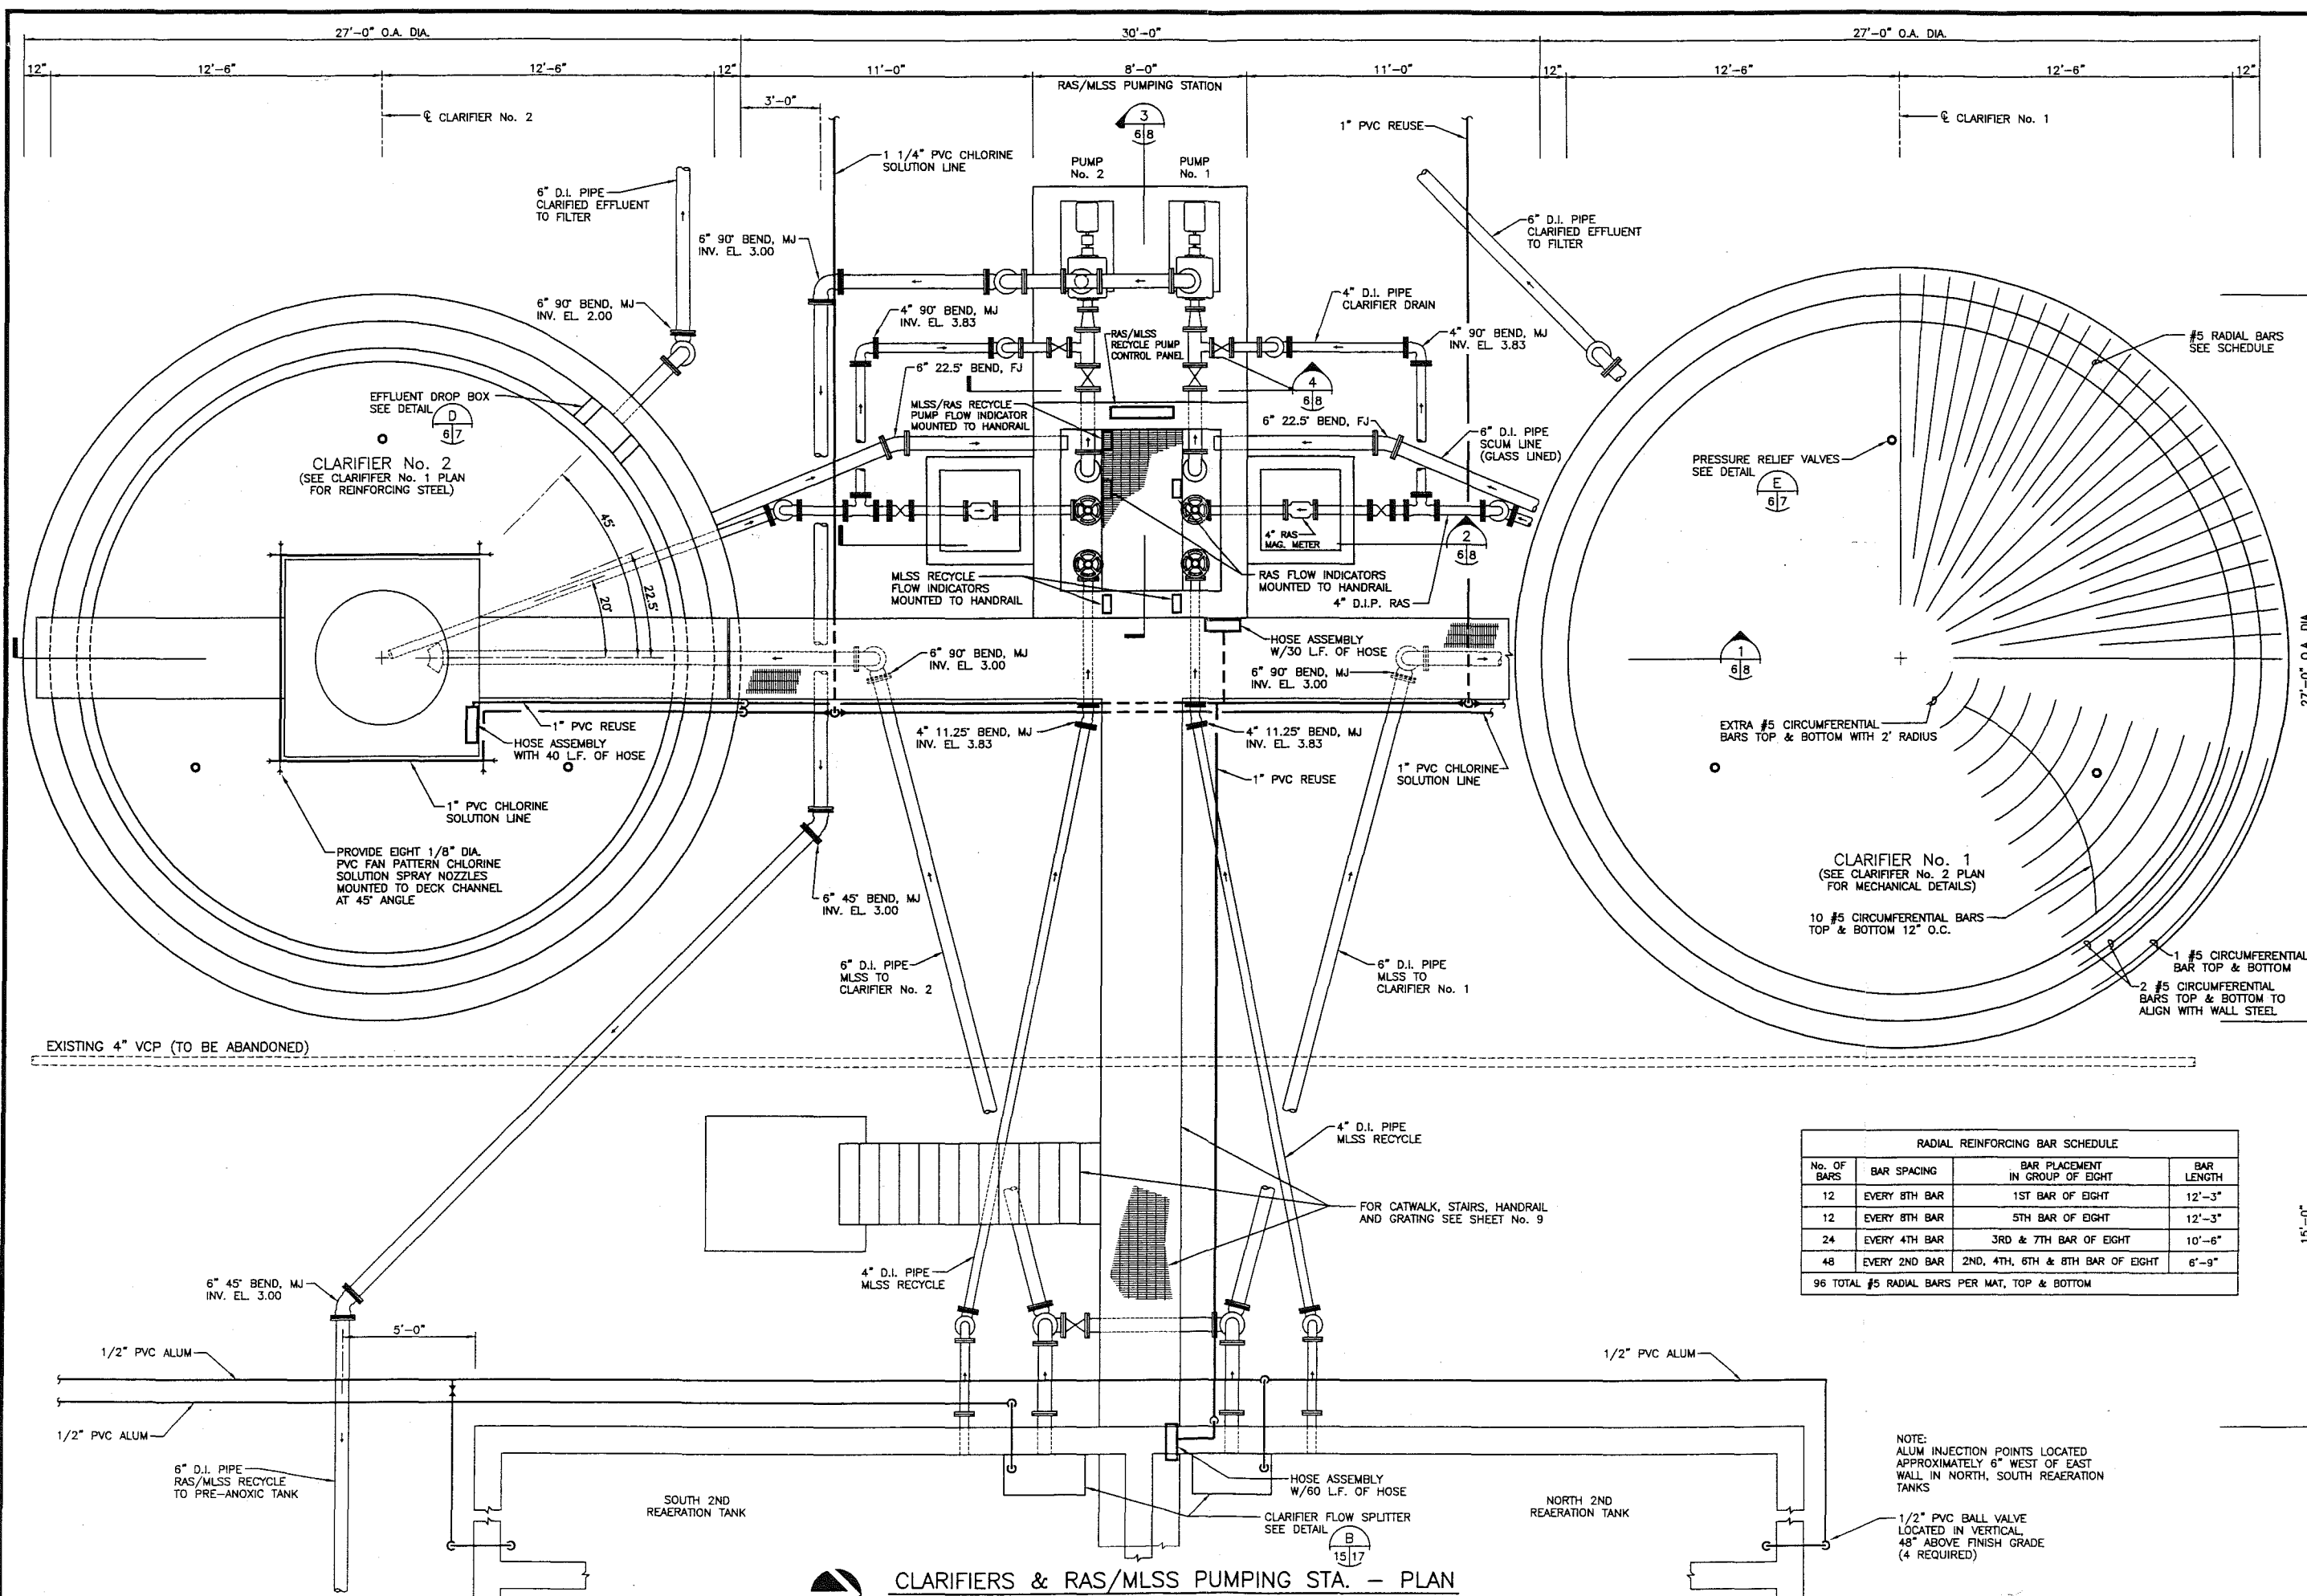 27'-0" O.A. DIA.
30'-0"
27'-0" O.A. DIA.
12"
12'-6"
12'-6"
12"
11'-0"
8'-0"
11'-0"
12"
12'-6"
12'-6"
12"
RAS/MLSS PUMPING STATION
3'-0"
℄ CLARIFIER No. 2
3
6 8
1" PVC REUSE
℄ CLARIFIER No. 1
1 1/4" PVC CHLORINE
SOLUTION LINE
PUMP
No. 2
PUMP
No. 1
6" D.I. PIPE
CLARIFIED EFFLUENT
TO FILTER
6" 90° BEND, MJ
INV. EL. 3.00
6" D.I. PIPE
CLARIFIED EFFLUENT
TO FILTER
6" 90° BEND, MJ
INV. EL. 2.00
4" 90° BEND, MJ
INV. EL. 3.83
4" D.I. PIPE
CLARIFIER DRAIN
RAS/MLSS
RECYCLE PUMP
CONTROL PANEL
4" 90° BEND, MJ
INV. EL. 3.83
#5 RADIAL BARS
SEE SCHEDULE
6" 22.5° BEND, FJ
4
6 8
EFFLUENT DROP BOX
SEE DETAIL
D
6 7
MLSS/RAS RECYCLE
PUMP FLOW INDICATOR
MOUNTED TO HANDRAIL
6" 22.5° BEND, FJ
6" D.I. PIPE
SCUM LINE
(GLASS LINED)
CLARIFIER No. 2
(SEE CLARIFIFER No. 1 PLAN
FOR REINFORCING STEEL)
PRESSURE RELIEF VALVES
SEE DETAIL
E
6 7
45°
22.5°
20°
4" RAS
MAG. METER
2
6 8
MLSS RECYCLE
FLOW INDICATORS
MOUNTED TO HANDRAIL
RAS FLOW INDICATORS
MOUNTED TO HANDRAIL
4" D.I.P. RAS
27'-0" O.A. DIA.
HOSE ASSEMBLY
W/30 L.F. OF HOSE
6" 90° BEND, MJ
INV. EL. 3.00
6" 90° BEND, MJ
INV. EL. 3.00
1
6 8
1" PVC REUSE
HOSE ASSEMBLY
WITH 40 L.F. OF HOSE
4" 11.25° BEND, MJ
INV. EL. 3.83
4" 11.25° BEND, MJ
INV. EL. 3.83
EXTRA #5 CIRCUMFERENTIAL
BARS TOP & BOTTOM WITH 2' RADIUS
1" PVC REUSE
1" PVC CHLORINE
SOLUTION LINE
1" PVC CHLORINE
SOLUTION LINE
PROVIDE EIGHT 1/8" DIA.
PVC FAN PATTERN CHLORINE
SOLUTION SPRAY NOZZLES
MOUNTED TO DECK CHANNEL
AT 45° ANGLE
6" 45° BEND, MJ
INV. EL. 3.00
CLARIFIER No. 1
(SEE CLARIFIFER No. 2 PLAN
FOR MECHANICAL DETAILS)
10 #5 CIRCUMFERENTIAL BARS
TOP & BOTTOM 12" O.C.
6" D.I. PIPE
MLSS TO
CLARIFIER No. 2
6" D.I. PIPE
MLSS TO
CLARIFIER No. 1
1 #5 CIRCUMFERENTIAL
BAR TOP & BOTTOM
2 #5 CIRCUMFERENTIAL
BARS TOP & BOTTOM TO
ALIGN WITH WALL STEEL
EXISTING 4" VCP (TO BE ABANDONED)
4" D.I. PIPE
MLSS RECYCLE
RADIAL REINFORCING BAR SCHEDULE
No. OF BARS BAR SPACING BAR PLACEMENT IN GROUP OF EIGHT BAR LENGTH
12 EVERY 8TH BAR 1ST BAR OF EIGHT 12'-3"
12 EVERY 8TH BAR 5TH BAR OF EIGHT 12'-3"
24 EVERY 4TH BAR 3RD & 7TH BAR OF EIGHT 10'-6"
48 EVERY 2ND BAR 2ND, 4TH, 6TH & 8TH BAR OF EIGHT 6'-9"
96 TOTAL #5 RADIAL BARS PER MAT, TOP & BOTTOM
FOR CATWALK, STAIRS, HANDRAIL
AND GRATING SEE SHEET No. 9
15'-0"
4" D.I. PIPE
MLSS RECYCLE
6" 45° BEND, MJ
INV. EL. 3.00
5'-0"
1/2" PVC ALUM
1/2" PVC ALUM
1/2" PVC ALUM
6" D.I. PIPE
RAS/MLSS RECYCLE
TO PRE-ANOXIC TANK
NOTE:
ALUM INJECTION POINTS LOCATED
APPROXIMATELY 6" WEST OF EAST
WALL IN NORTH, SOUTH REAERATION
TANKS
HOSE ASSEMBLY
W/60 L.F. OF HOSE
SOUTH 2ND
REAERATION TANK
NORTH 2ND
REAERATION TANK
CLARIFIER FLOW SPLITTER
SEE DETAIL
B
15 17
1/2" PVC BALL VALVE
LOCATED IN VERTICAL,
48" ABOVE FINISH GRADE
(4 REQUIRED)
CLARIFIERS & RAS/MLSS PUMPING STA. – PLAN